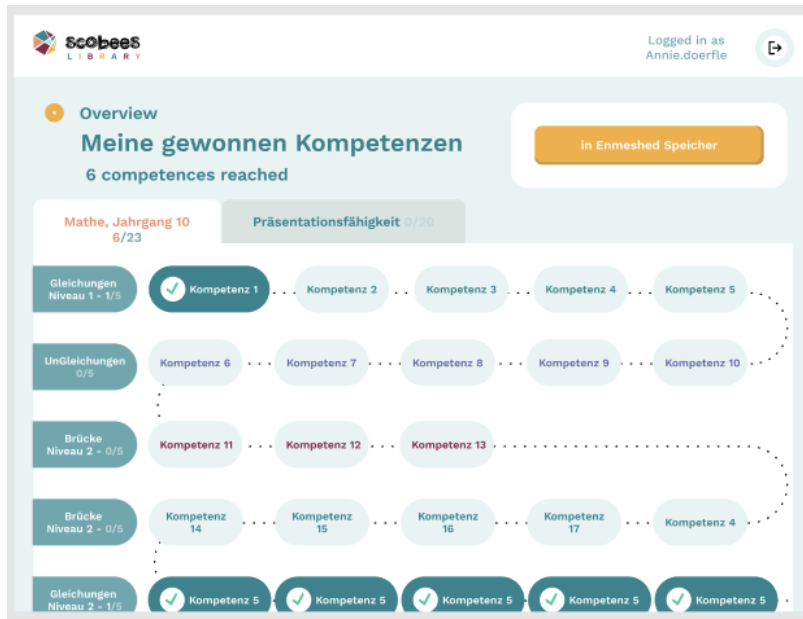 scobees
LIBRARY
Logged in as
Annie.doerfle
Overview
Meine gewonnen Kompetenzen
6 competences reached
in Enmeshed Speicher
Mathe, Jahrgang 10
6/23
Präsentationsfähigkeit 0/20
Gleichungen
Niveau 1 - 1/5
Kompetenz 1
Kompetenz 2
Kompetenz 3
Kompetenz 4
Kompetenz 5
UnGleichungen
0/5
Kompetenz 6
Kompetenz 7
Kompetenz 8
Kompetenz 9
Kompetenz 10
Brücke
Niveau 2 - 0/5
Kompetenz 11
Kompetenz 12
Kompetenz 13
Brücke
Niveau 2 - 0/5
Kompetenz
14
Kompetenz
15
Kompetenz
16
Kompetenz
17
Kompetenz 4
Gleichungen
Niveau 2 - 1/5
Kompetenz 5
Kompetenz 5
Kompetenz 5
Kompetenz 5
Kompetenz 5